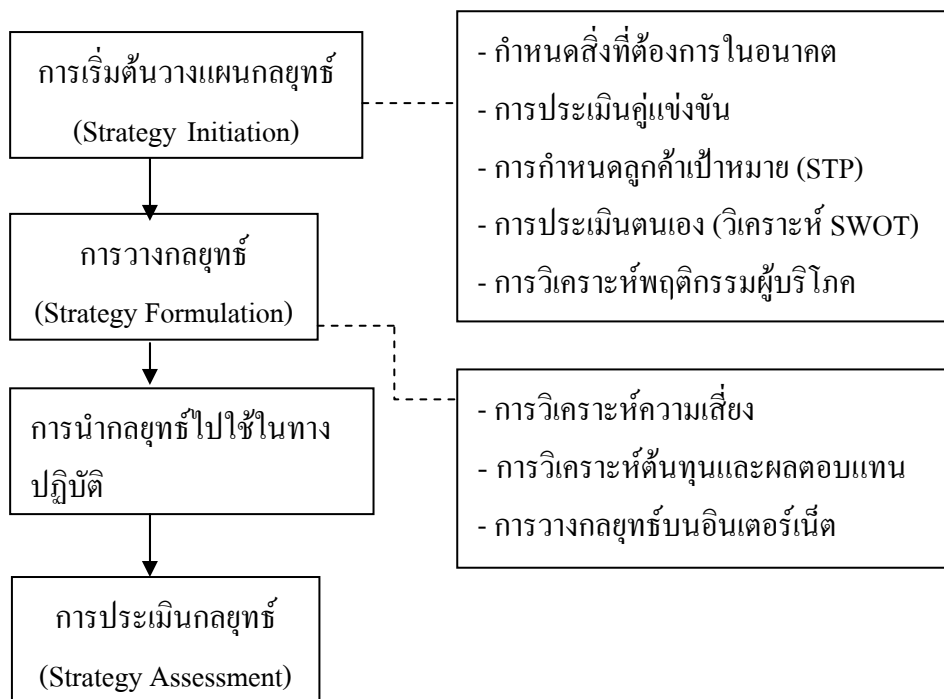 การเริ่มต้นวางแผนกลยุทธ์
(Strategy Initiation)
- กำหนดสิ่งที่ต้องการในอนาคต
- การประเมินคู่แข่งขัน
- การกำหนดลูกค้าเป้าหมาย (STP)
- การประเมินตนเอง (วิเคราะห์ SWOT)
- การวิเคราะห์พฤติกรรมผู้บริโภค
การวางกลยุทธ์
(Strategy Formulation)
- การวิเคราะห์ความเสี่ยง
- การวิเคราะห์ต้นทุนและผลตอบแทน
- การวางกลยุทธ์บนอินเตอร์เน็ต
การนำกลยุทธ์ไปใช้ในทาง
ปฏิบัติ
การประเมินกลยุทธ์
(Strategy Assessment)